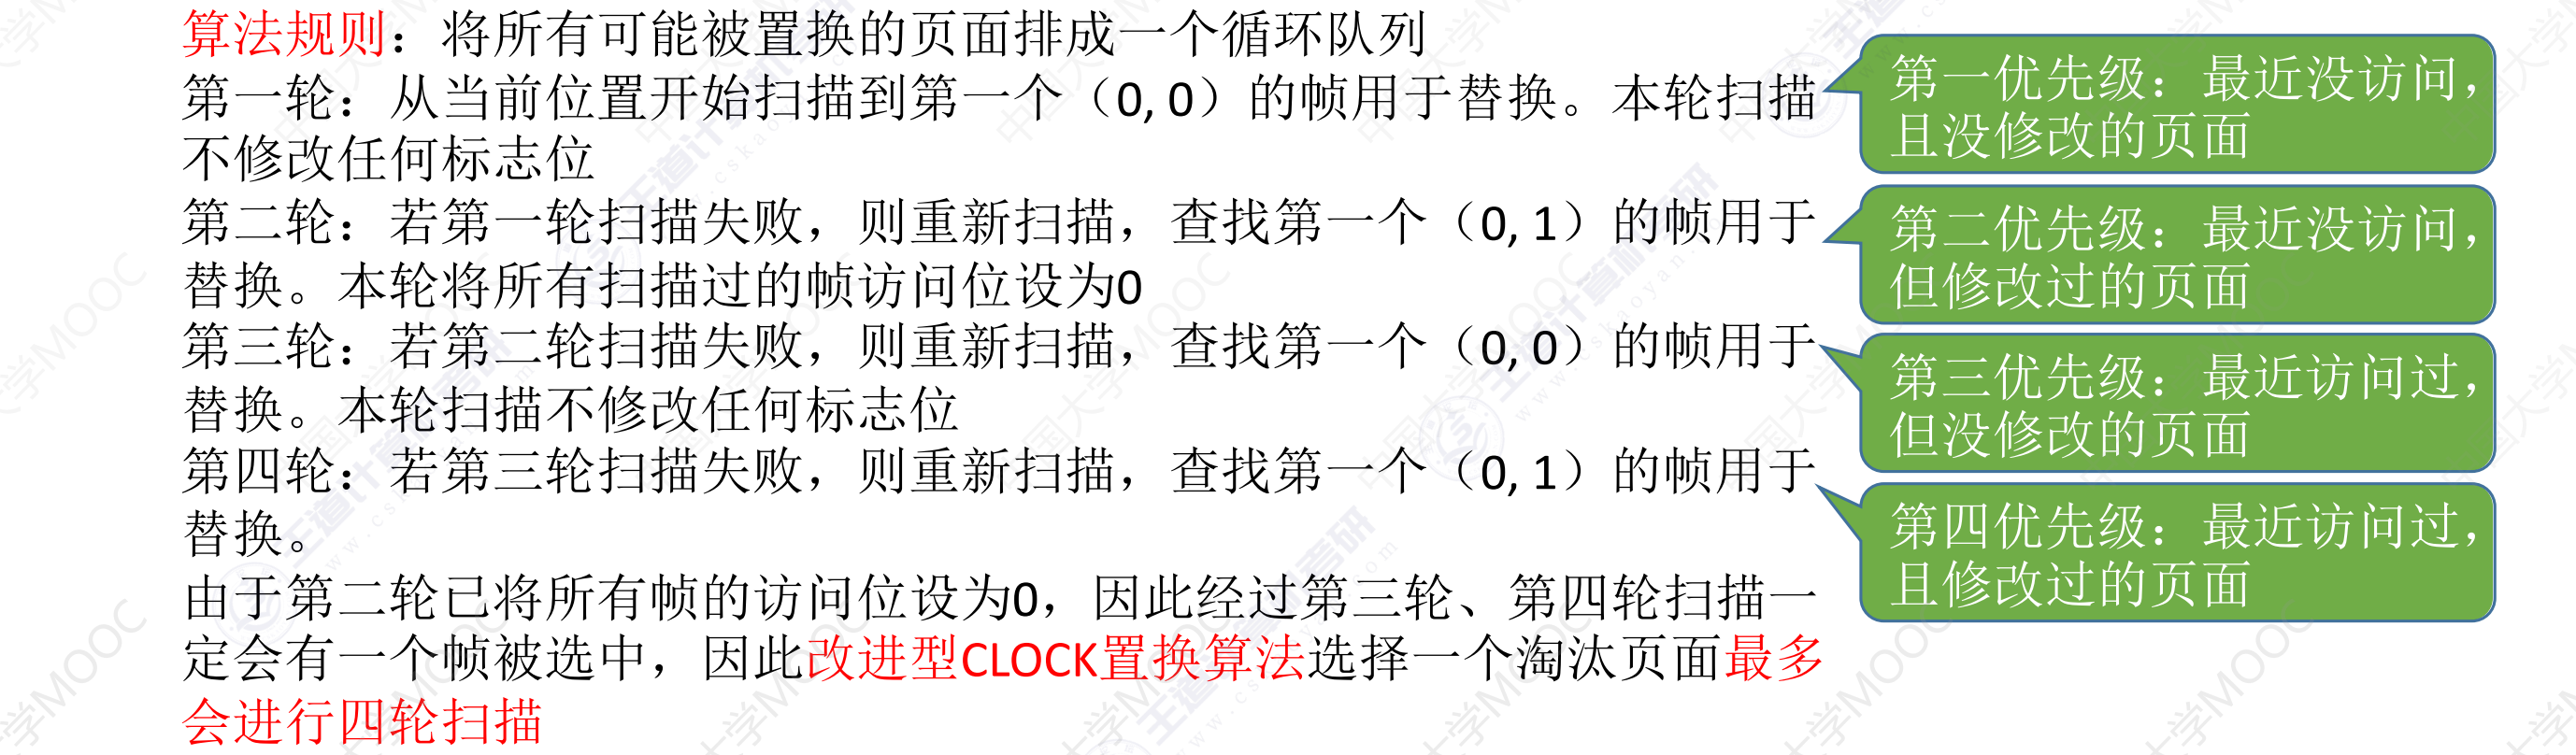 算法规则：将所有可能被置换的页面排成一个循环队列
第一轮：从当前位置开始扫描到第一个（0, 0）的帧用于替换。本轮扫描
不修改任何标志位
第二轮：若第一轮扫描失败，则重新扫描，查找第一个（0, 1）的帧用于
替换。本轮将所有扫描过的帧访问位设为0
第三轮：若第二轮扫描失败，则重新扫描，查找第一个（0, 0）的帧用于
替换。本轮扫描不修改任何标志位
第四轮：若第三轮扫描失败，则重新扫描，查找第一个（0, 1）的帧用于
替换。
由于第二轮已将所有帧的访问位设为0，因此经过第三轮、第四轮扫描一
定会有一个帧被选中，因此改进型CLOCK置换算法选择一个淘汰页面最多
会进行四轮扫描
第一优先级：最近没访问，
且没修改的页面
第二优先级：最近没访问，
但修改过的页面
第三优先级：最近访问过，
但没修改的页面
第四优先级：最近访问过，
且修改过的页面